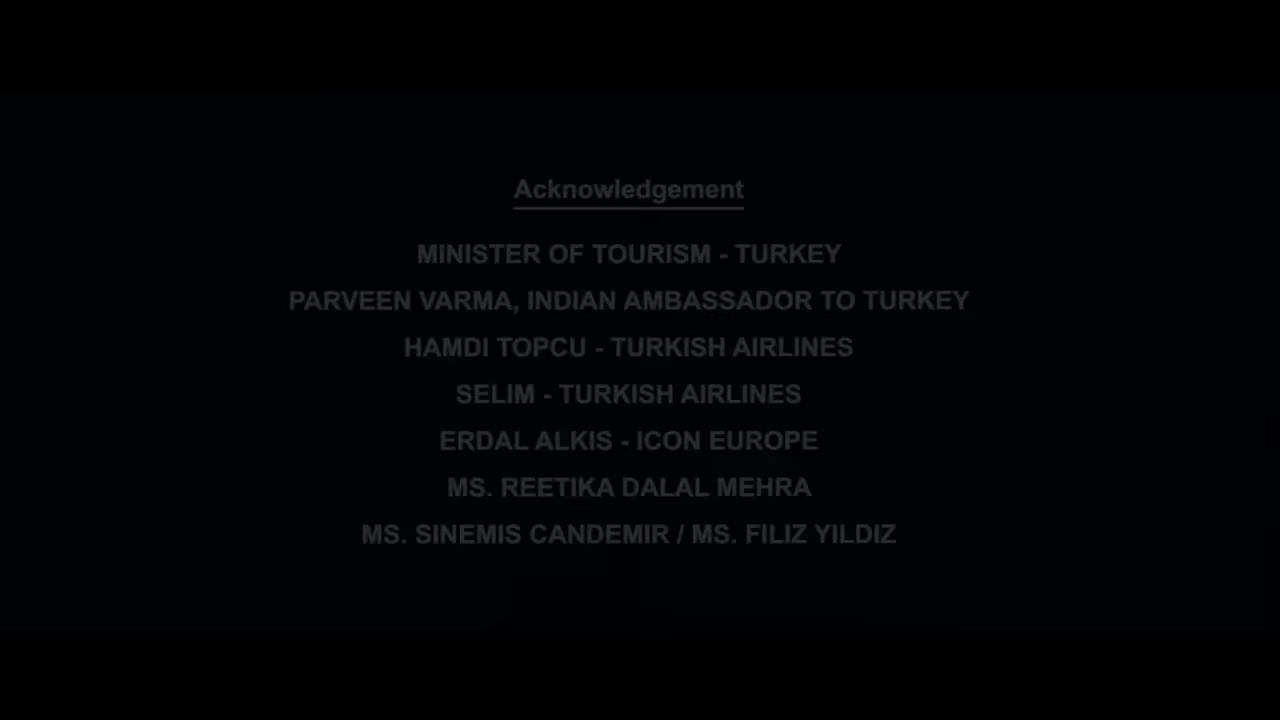 Acknowledgement
MINISTER OF TOURISM - TURKEY
PARVEEN VARMA, INDIAN AMBASSADOR TO TURKEY
HAMDI TOPCU - TURKISH AIRLINES
SELIM - TURKISH AIRLINES
ERDAL ALKIS - ICON EUROPE
MS. REETIKA DALAL MEHRA
MS. SINEMIS CANDEMIR / MS. FILIZ YILDIZ